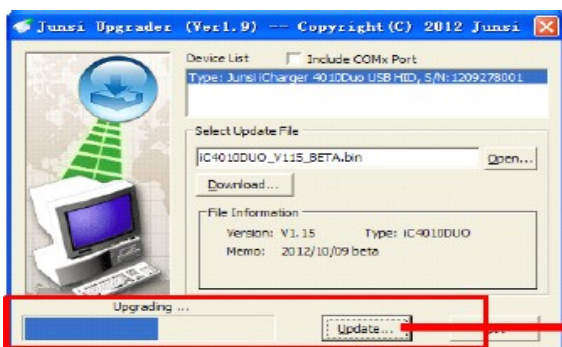 Junsi Upgrader (Ver1.9) -- Copyright(C) 2012 Junsi
Device List Include COMx Port
Type: Junsi iCharger 4010Duo USB HID, S/N: 1209278001
Select Update File
iC4010DUO_V115_BETA.bin Open...
Download...
File Information
Version: V1.15 Type: iC4010DUO
Memo: 2012/10/09 beta
Upgrading ...
Update...